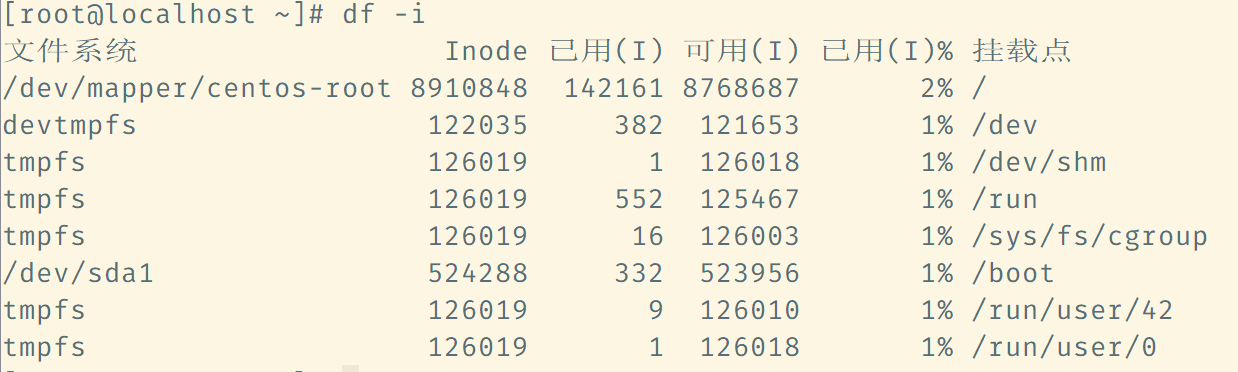 [root@localhost ~]# df -i
文件系统 Inode 已用(I) 可用(I) 已用(I)% 挂载点
/dev/mapper/centos-root 8910848 142161 8768687 2% /
devtmpfs 122035 382 121653 1% /dev
tmpfs 126019 1 126018 1% /dev/shm
tmpfs 126019 552 125467 1% /run
tmpfs 126019 16 126003 1% /sys/fs/cgroup
/dev/sda1 524288 332 523956 1% /boot
tmpfs 126019 9 126010 1% /run/user/42
tmpfs 126019 1 126018 1% /run/user/0